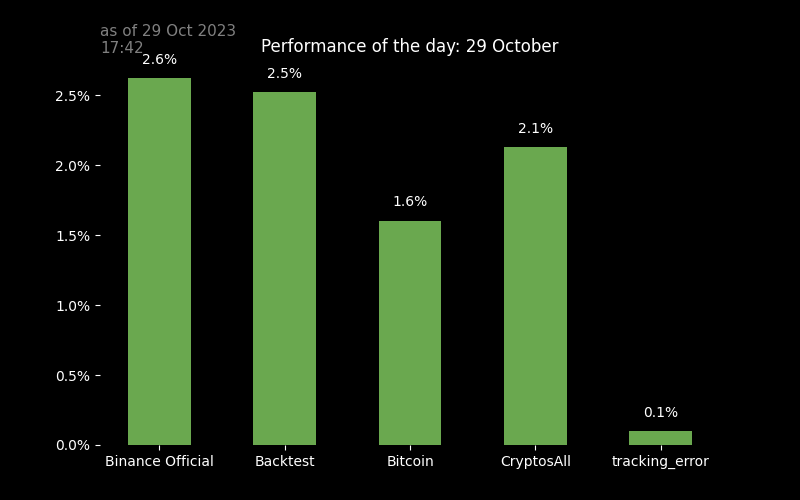 as of 29 Oct 2023
17:42
Performance of the day: 29 October
2.6%
2.5%
2.1%
1.6%
0.1%
2.5%
2.0%
1.5%
1.0%
0.5%
0.0%
Binance Official
Backtest
Bitcoin
CryptosAll
tracking_error